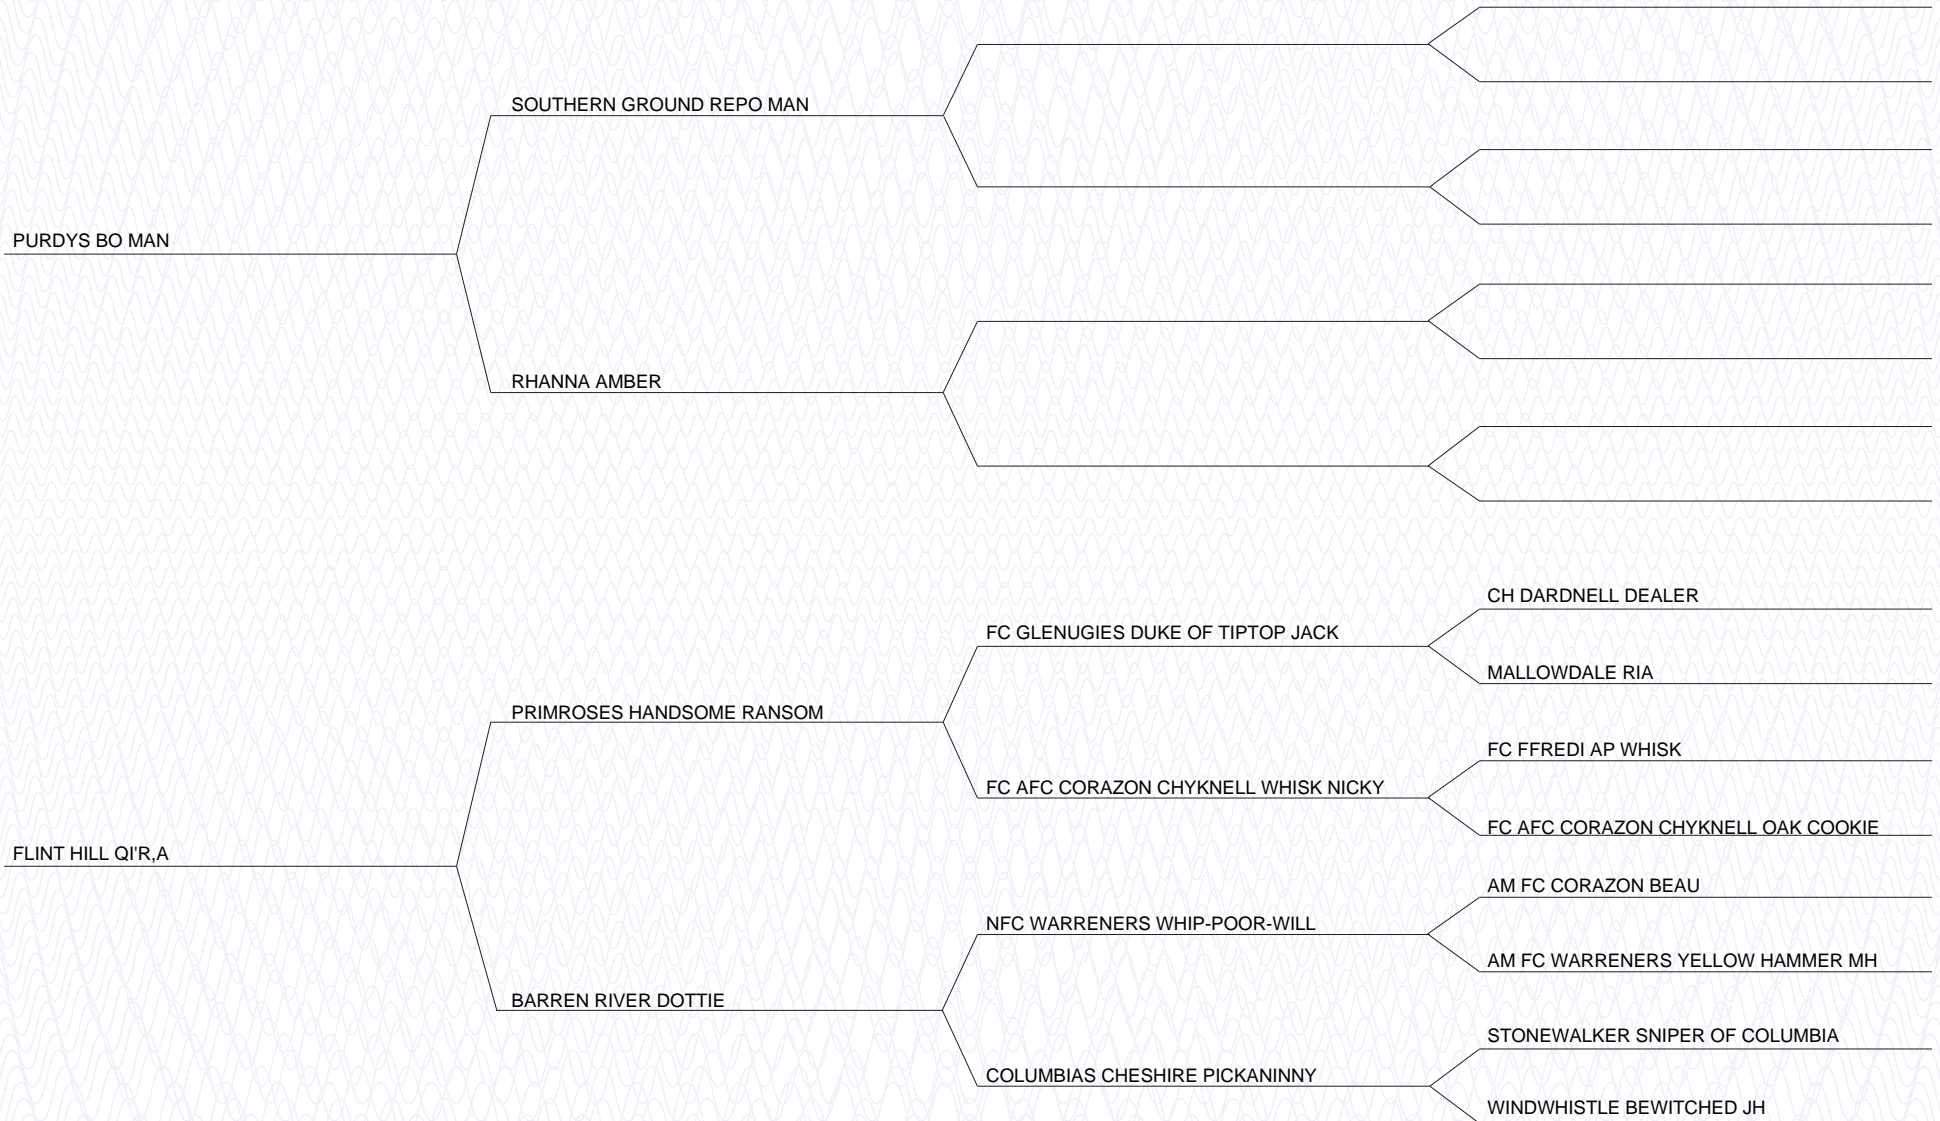 SOUTHERN GROUND REPO MAN
PURDYS BO MAN
RHANNA AMBER
CH DARDNELL DEALER
FC GLENUGIES DUKE OF TIPTOP JACK
MALLOWDALE RIA
PRIMROSES HANDSOME RANSOM
FC FFREDI AP WHISK
FC AFC CORAZON CHYKNELL WHISK NICKY
FC AFC CORAZON CHYKNELL OAK COOKIE
FLINT HILL QI'R,A
AM FC CORAZON BEAU
NFC WARRENERS WHIP-POOR-WILL
AM FC WARRENERS YELLOW HAMMER MH
BARREN RIVER DOTTIE
STONEWALKER SNIPER OF COLUMBIA
COLUMBIAS CHESHIRE PICKANINNY
WINDWHISTLE BEWITCHED JH